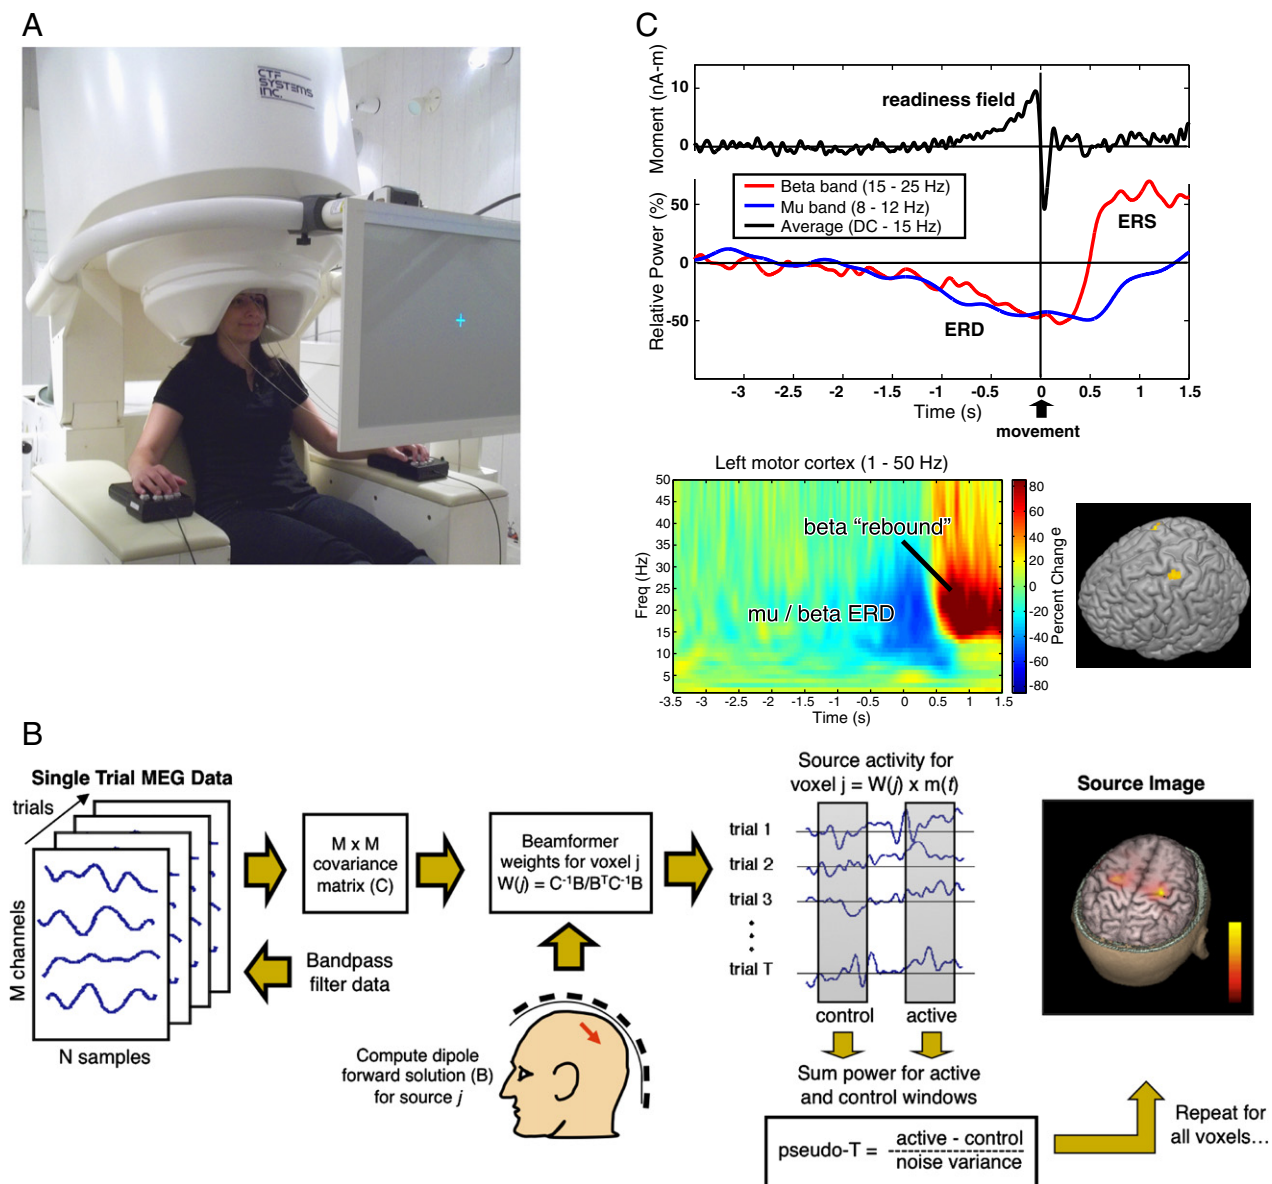 A
CTF
SYSTEMS
INC.
C
Moment (nA-m)
10
0
readiness field
Relative Power (%)
50
0
-50
Beta band (15 - 25 Hz)
Mu band (8 - 12 Hz)
Average (DC - 15 Hz)
ERS
ERD
-3 -2.5 -2 -1.5 -1 -0.5 0 0.5 1 1.5
Time (s)
movement
Left motor cortex (1 - 50 Hz)
Freq (Hz)
50
45
40
35
30
25
20
15
10
5
beta “rebound”
mu / beta ERD
-3.5 -3 -2.5 -2 -1.5 -1 -0.5 0 0.5 1 1.5
Time (s)
80
60
40
20
0
-20
-40
-60
-80
Percent Change
B
Single Trial MEG Data
trials
M channels
N samples
Bandpass
filter data
M x M
covariance
matrix (C)
Beamformer
weights for voxel j
W(j) = C⁻¹B/BᵀC⁻¹B
Compute dipole
forward solution (B)
for source j
Source activity for
voxel j = W(j) x m(t)
trial 1
trial 2
trial 3
trial T
control active
Sum power for active
and control windows
pseudo-T = active - control
noise variance
Source Image
Repeat for
all voxels...